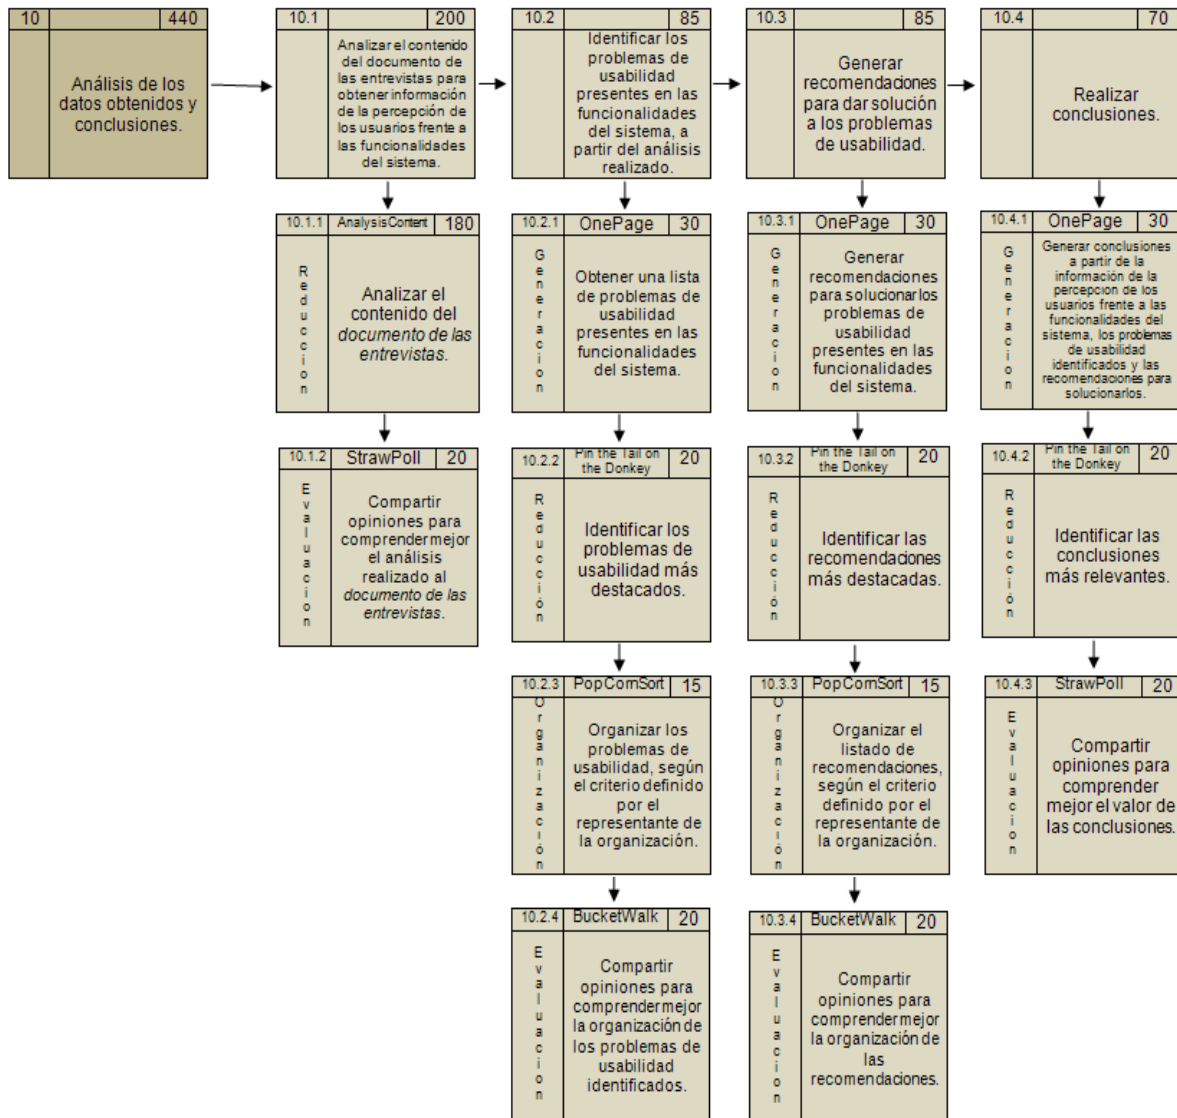 10 440
Análisis de los
datos obtenidos y
conclusiones.
10.1 200
Analizar el contenido
del documento de
las entrevistas para
obtener información
de la percepción de
los usuarios frente a
las funcionalidades
del sistema.
10.2 85
Identificar los
problemas de
usabilidad
presentes en las
funcionalidades
del sistema, a
partir del análisis
realizado.
10.3 85
Generar
recomendaciones
para dar solución
a los problemas
de usabilidad.
10.4 70
Realizar
conclusiones.
10.1.1 AnalysisContent 180
Reduccion
Analizar el
contenido del
documento de las
entrevistas.
10.2.1 OnePage 30
Generacion
Obtener una lista
de problemas de
usabilidad
presentes en las
funcionalidades
del sistema.
10.3.1 OnePage 30
Generacion
Generar
recomendaciones
para solucionarlos
problemas de
usabilidad
presentes en las
funcionalidades
del sistema.
10.4.1 OnePage 30
Generacion
Generar conclusiones
a partir de la
información de la
percepción de los
usuarios frente a las
funcionalidades del
sistema, los problemas
de usabilidad
identificados y las
recomendaciones para
solucionarlos.
10.1.2 StrawPoll 20
Evaluacion
Compartir
opiniones para
comprender mejor
el análisis
realizado al
documento de las
entrevistas.
10.2.2 Pin the Tail on
the Donkey 20
Reducción
Identificar los
problemas de
usabilidad más
destacados.
10.3.2 Pin the Tail on
the Donkey 20
Reducción
Identificar las
recomendaciones
más destacadas.
10.4.2 Pin the Tail on
the Donkey 20
Reducción
Identificar las
conclusiones
más relevantes.
10.2.3 PopCornSort 15
Organización
Organizar los
problemas de
usabilidad, según
el criterio definido
por el
representante de
la organización.
10.3.3 PopCornSort 15
Organización
Organizar el
listado de
recomendaciones,
según el criterio
definido por el
representante de
la organización.
10.4.3 StrawPoll 20
Evaluacion
Compartir
opiniones para
comprender
mejor el valor de
las conclusiones.
10.2.4 BucketWalk 20
Evaluacion
Compartir
opiniones para
comprender mejor
la organización de
los problemas de
usabilidad
identificados.
10.3.4 BucketWalk 20
Evaluacion
Compartir
opiniones para
comprender mejor
la organización de
las
recomendaciones.